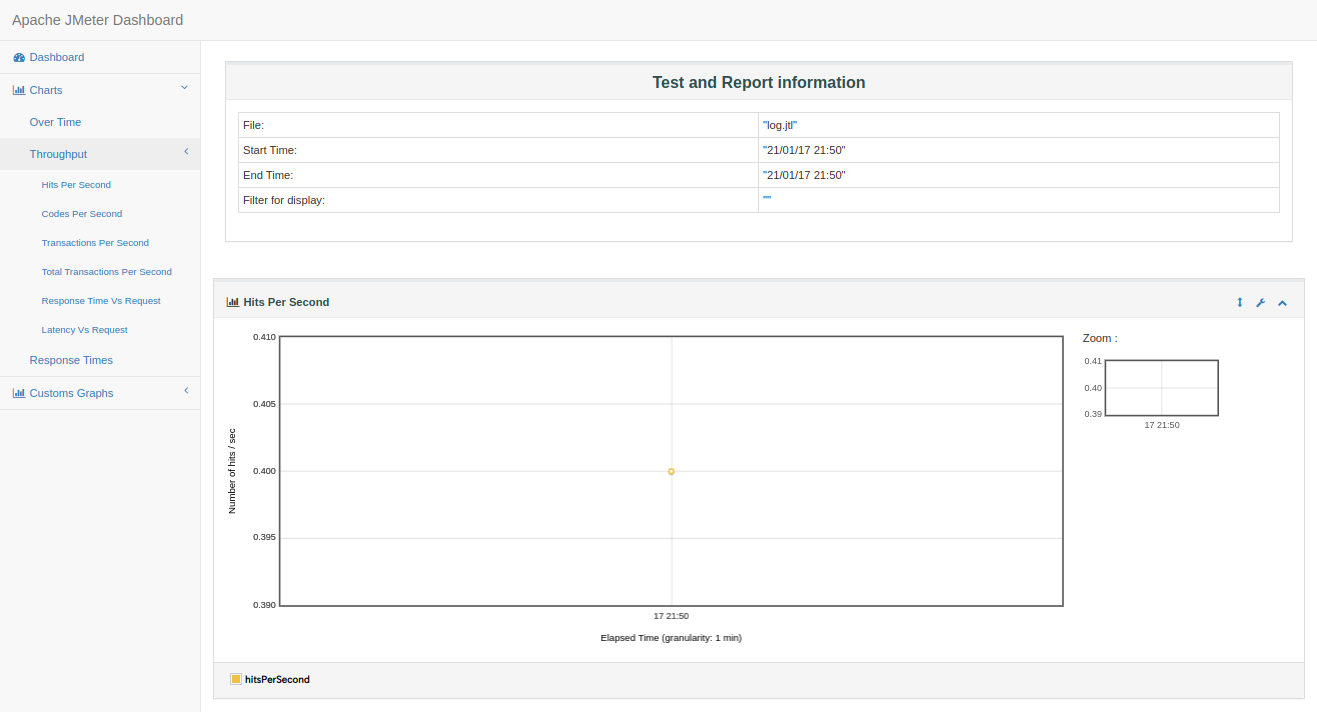 Apache JMeter Dashboard
Dashboard
Charts
Over Time
Throughput
Hits Per Second
Codes Per Second
Transactions Per Second
Total Transactions Per Second
Response Time Vs Request
Latency Vs Request
Response Times
Customs Graphs
Test and Report information
File: "log.jtl"
Start Time: "21/01/17 21:50"
End Time: "21/01/17 21:50"
Filter for display: ""
Hits Per Second
0.410
0.405
0.400
0.395
0.390
Number of hits / sec
17 21:50
Elapsed Time (granularity: 1 min)
Zoom :
0.41
0.40
0.39
17 21:50
hitsPerSecond